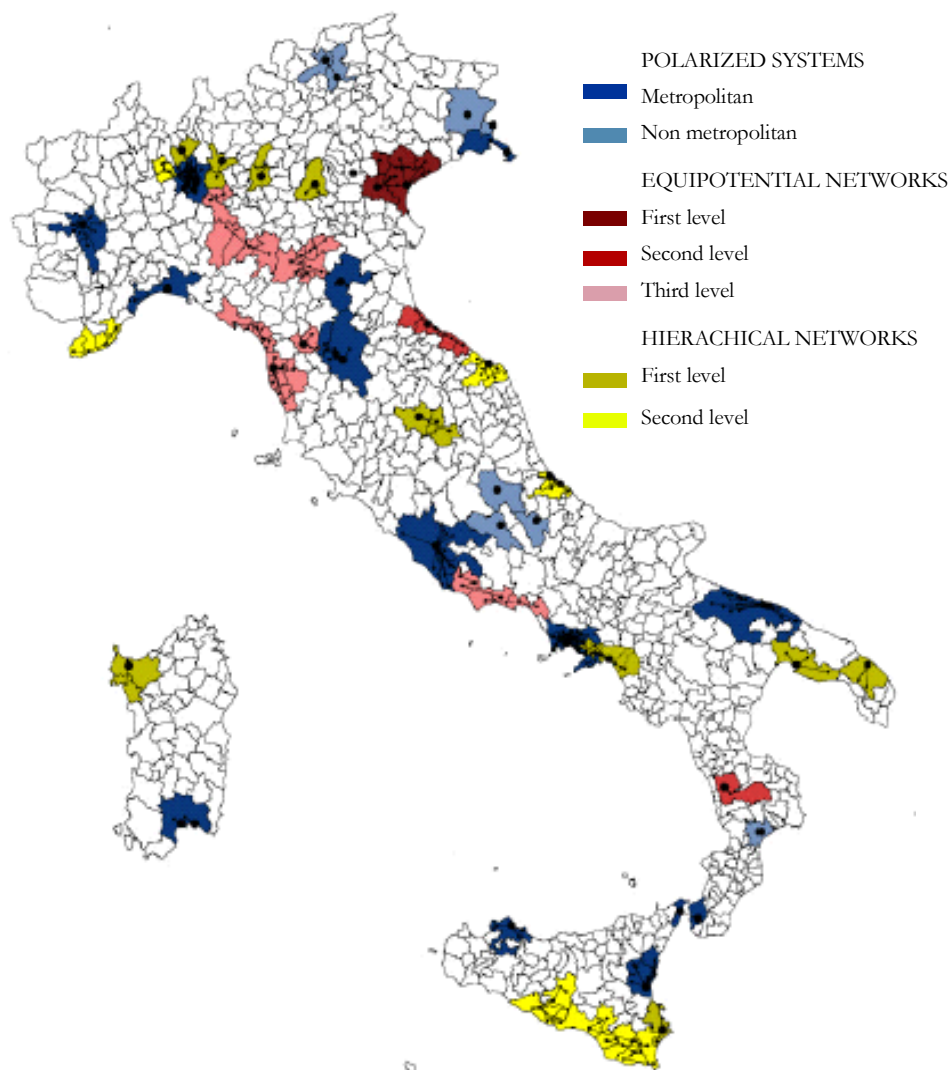 POLARIZED SYSTEMS
Metropolitan
Non metropolitan
EQUIPOTENTIAL NETWORKS
First level
Second level
Third level
HIERACHICAL NETWORKS
First level
Second level